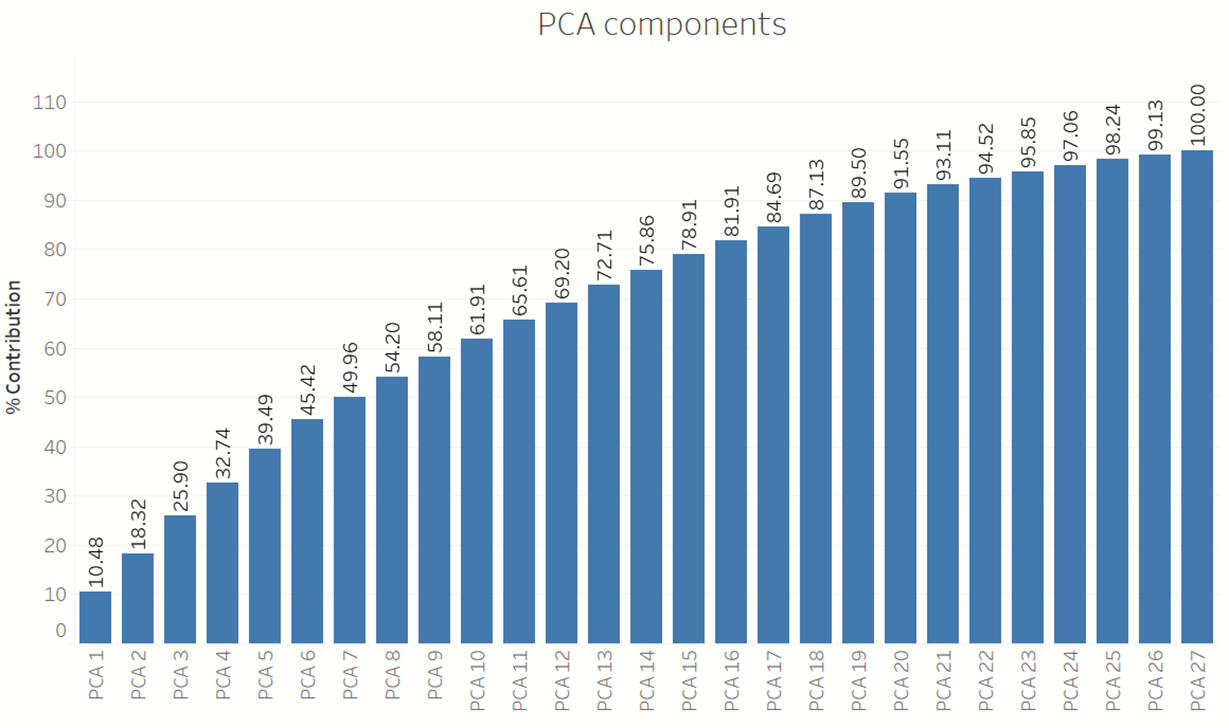 PCA components
% Contribution
110
100
90
80
70
60
50
40
30
20
10
0
10.48
18.32
25.90
32.74
39.49
45.42
49.96
54.20
58.11
61.91
65.61
69.20
72.71
75.86
78.91
81.91
84.69
87.13
89.50
91.55
93.11
94.52
95.85
97.06
98.24
99.13
100.00
PCA 1
PCA 2
PCA 3
PCA 4
PCA 5
PCA 6
PCA 7
PCA 8
PCA 9
PCA 10
PCA 11
PCA 12
PCA 13
PCA 14
PCA 15
PCA 16
PCA 17
PCA 18
PCA 19
PCA 20
PCA 21
PCA 22
PCA 23
PCA 24
PCA 25
PCA 26
PCA 27